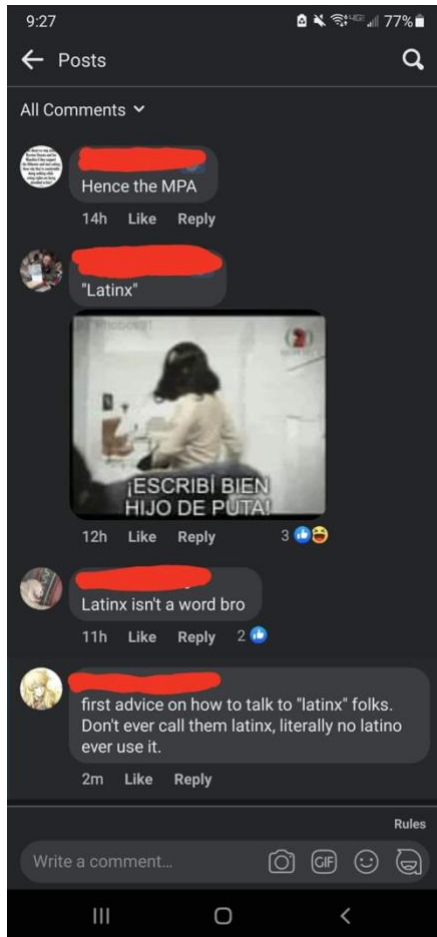 9:27
77%
Posts
All Comments
Hence the MPA
14h Like Reply
"Latinx"
¡ESCRIBÍ BIEN
HIJO DE PUTA!
12h Like Reply 3
Latinx isn't a word bro
11h Like Reply 2
first advice on how to talk to "latinx" folks.
Don't ever call them latinx, literally no latino
ever use it.
2m Like Reply
Rules
Write a comment...
GIF